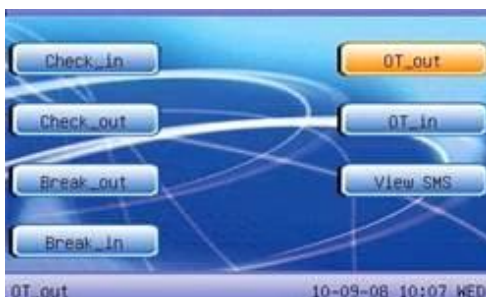 Check_in
OT_out
Check_out
OT_in
Break_out
View SMS
Break_in
OT_out 10-09-08 10:07 WED